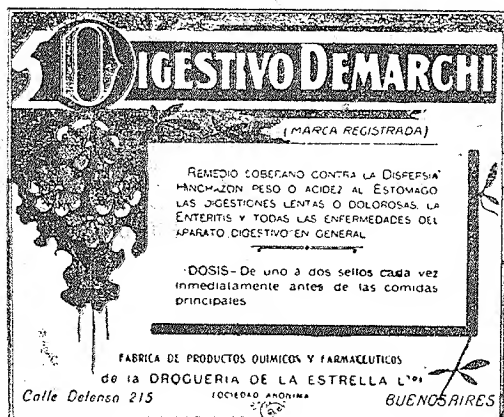 DIGESTIVO DEMARCHI
(MARCA REGISTRADA)
REMEDIO SOBERANO CONTRA LA DISPEPSIA
HINCHAZON PESO O ACIDEZ AL ESTOMAGO
LAS DIGESTIONES LENTAS O DOLOROSAS, LA
ENTERITIS Y TODAS LAS ENFERMEDADES DEL
APARATO DIGESTIVO EN GENERAL
DOSIS - De uno a dos sellos cada vez
inmediatamente antes de las comidas
principales
FABRICA DE PRODUCTOS QUIMICOS Y FARMACEUTICOS
de la DROGUERIA DE LA ESTRELLA
SOCIEDAD ANONIMA
Calle Defensa 215
BUENOS AIRES